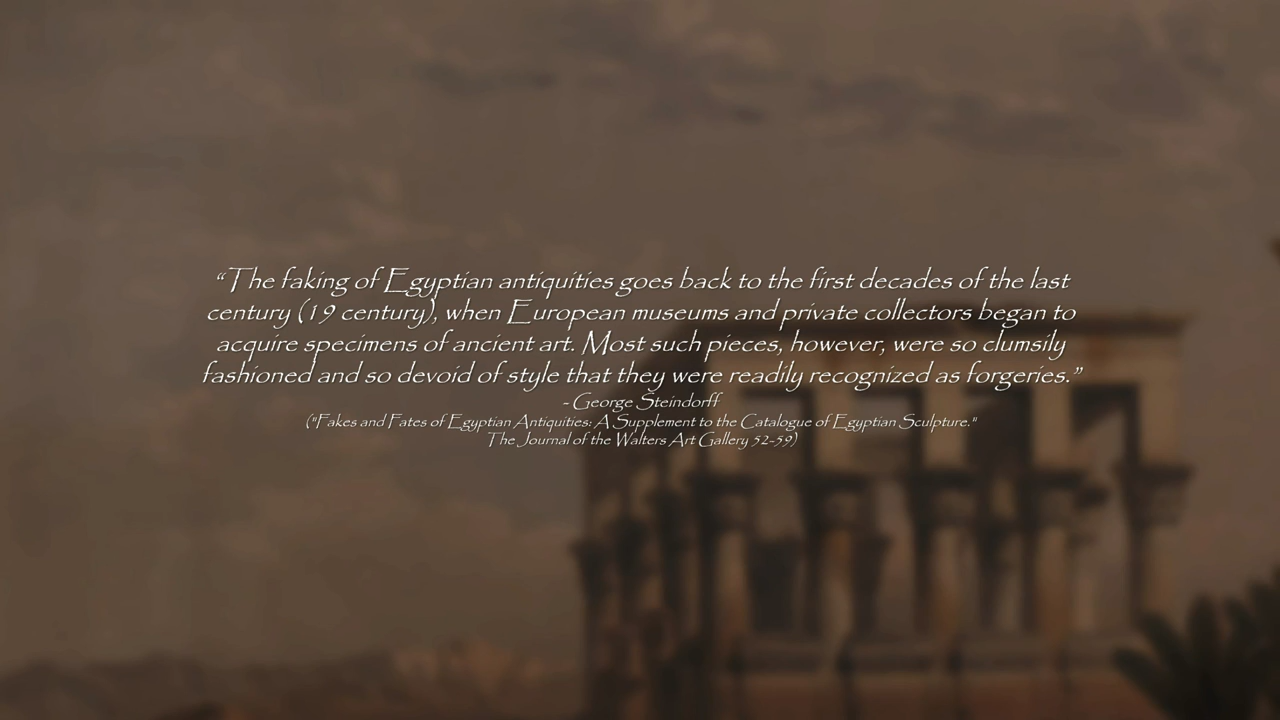 “The faking of Egyptian antiquities goes back to the first decades of the last
century (19 century), when European museums and private collectors began to
acquire specimens of ancient art. Most such pieces, however, were so clumsily
fashioned and so devoid of style that they were readily recognized as forgeries.”
- George Steindorff
("Fakes and Fates of Egyptian Antiquities: A Supplement to the Catalogue of Egyptian Sculpture."
The Journal of the Walters Art Gallery 52-59)